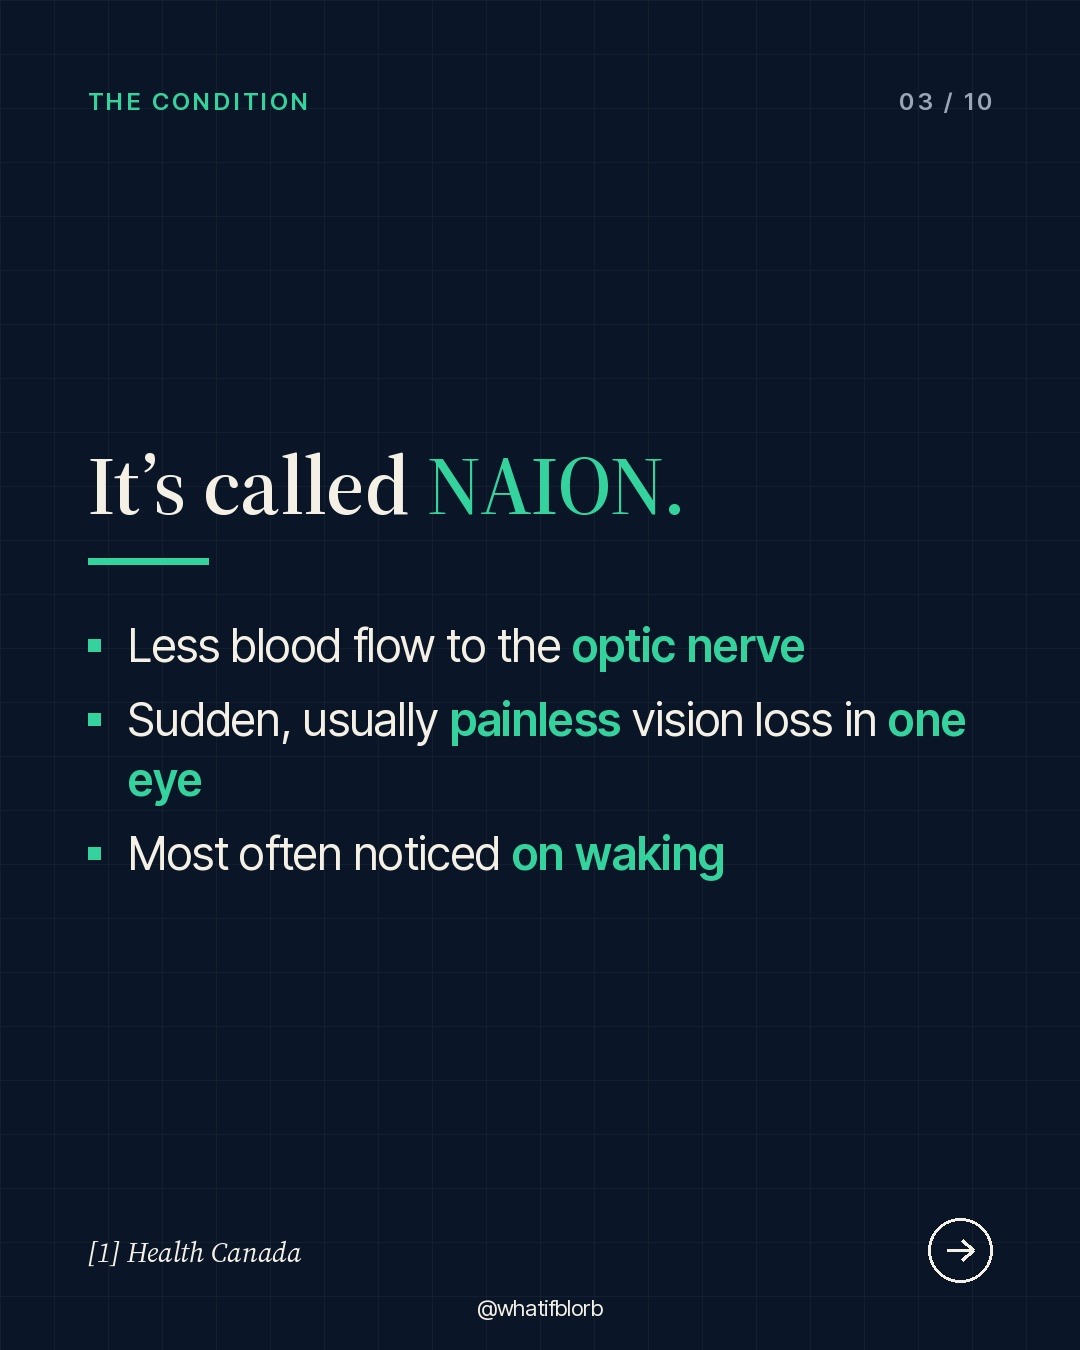 THE CONDITION
03 / 10
It’s called NAION.
Less blood flow to the optic nerve
Sudden, usually painless vision loss in one
eye
Most often noticed on waking
[1] Health Canada
@whatifblorb